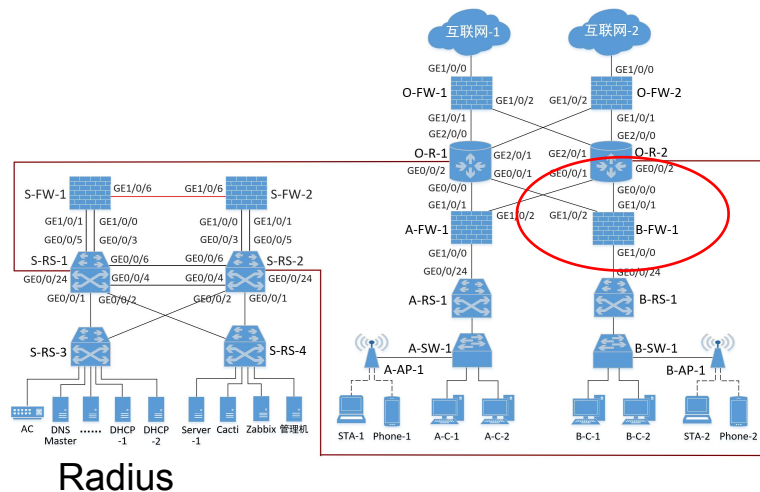 互联网-1 互联网-2
GE1/0/0 GE1/0/0
O-FW-1 O-FW-2
GE1/0/2 GE1/0/2
GE1/0/1 GE1/0/1
GE2/0/0 GE2/0/0
O-R-1 O-R-2
GE2/0/1 GE2/0/1
GE0/0/2 GE0/0/1 GE0/0/1 GE0/0/2
GE0/0/0 GE0/0/0
S-FW-1 GE1/0/6 GE1/0/6 S-FW-2
GE1/0/1 GE1/0/2 GE1/0/2 GE1/0/1
GE1/0/1 GE1/0/0 GE1/0/0 GE1/0/1
A-FW-1 B-FW-1
GE0/0/5 GE0/0/3 GE0/0/3 GE0/0/5
GE1/0/0 GE1/0/0
S-RS-1 GE0/0/6 GE0/0/6 S-RS-2
GE0/0/24 GE0/0/4 GE0/0/4 GE0/0/24
GE0/0/24 GE0/0/24
GE0/0/1 GE0/0/2 GE0/0/2 GE0/0/1
A-RS-1 B-RS-1
S-RS-3 S-RS-4
A-SW-1 B-SW-1
A-AP-1 B-AP-1
AC DNS Master ...... DHCP-1 DHCP-2 Server-1 Cacti Zabbix 管理机
STA-1 Phone-1 A-C-1 A-C-2 B-C-1 B-C-2 STA-2 Phone-2
Radius